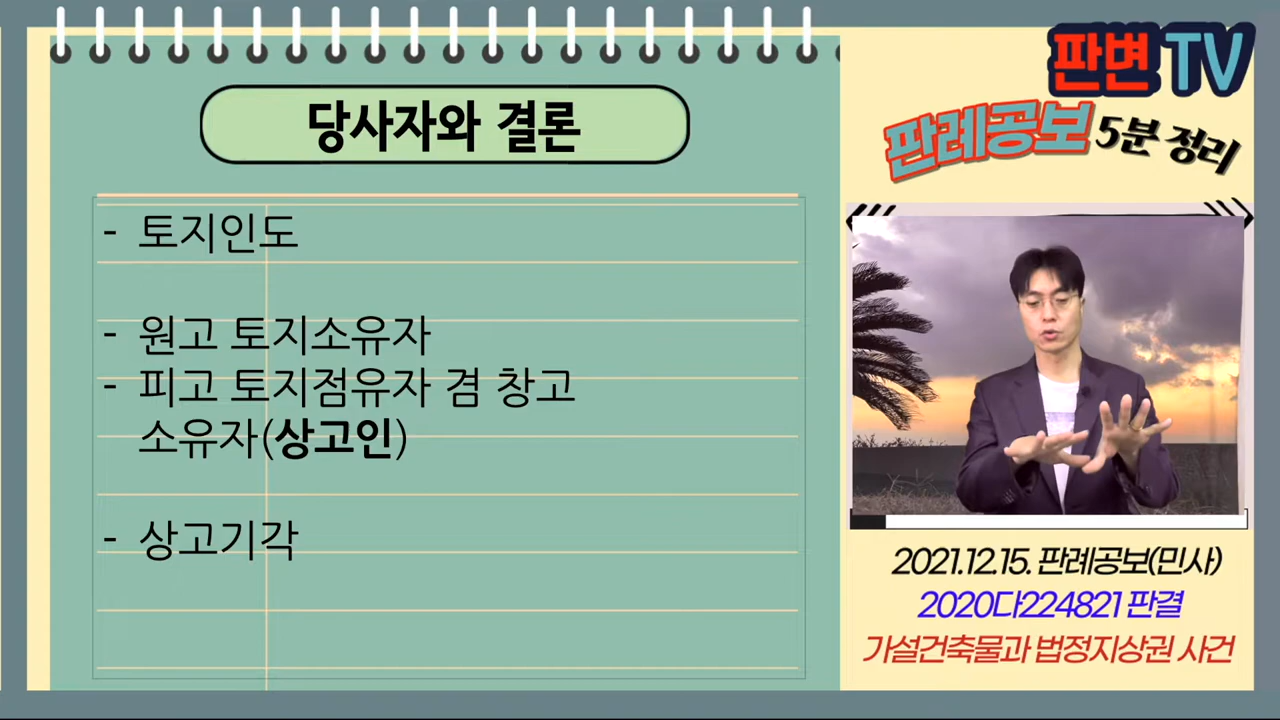 당사자와 결론
- 토지인도
- 원고 토지소유자
- 피고 토지점유자 겸 창고
소유자(상고인)
- 상고기각
판변 TV
판례공보 5분 정리
2021.12.15. 판례공보(민사)
2020다224821 판결
가설건축물과 법정지상권 사건